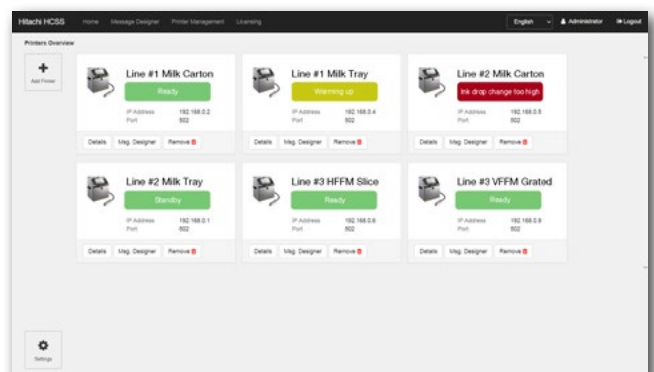 Hitachi HCSS Home Message Designer Printer Management Licensing English Administrator Logout
Printers Overview
Add Printer
Line #1 Milk Carton
Ready
IP Address 192.168.0.2
Port 502
Details Msg. Designer Remove
Line #1 Milk Tray
Warming up
IP Address 192.168.0.4
Port 502
Details Msg. Designer Remove
Line #2 Milk Carton
Ink drop change too high
IP Address 192.168.0.5
Port 502
Details Msg. Designer Remove
Line #2 Milk Tray
Standby
IP Address 192.168.0.1
Port 502
Details Msg. Designer Remove
Line #3 HFFM Slice
Ready
IP Address 192.168.0.6
Port 502
Details Msg. Designer Remove
Line #3 VFFM Grated
Ready
IP Address 192.168.0.9
Port 502
Details Msg. Designer Remove
Settings